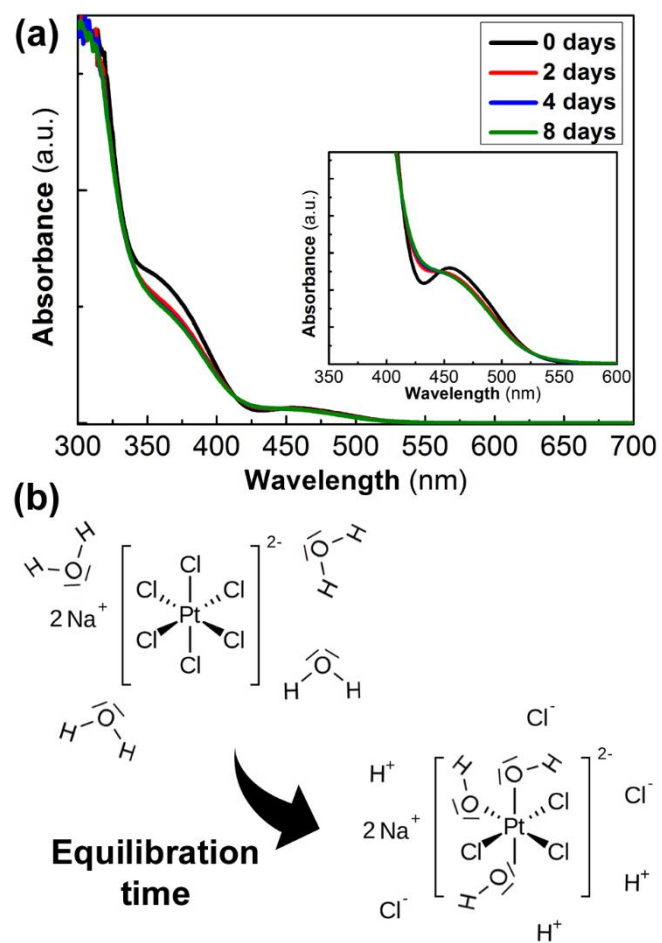 (a)
0 days
2 days
4 days
8 days
Absorbance (a.u.)
300 350 400 450 500 550 600 650 700
Wavelength (nm)
Absorbance (a.u.)
350 400 450 500 550 600
Wavelength (nm)
(b)
H H O
2 Na+
Cl Cl Cl
Pt
Cl Cl Cl
2-
O H H
H O H
H O H
Equilibration
time
Cl-
H+
2 Na+
H O
O H
Cl
Pt
Cl Cl
H O
2-
Cl-
H+
Cl-
H+